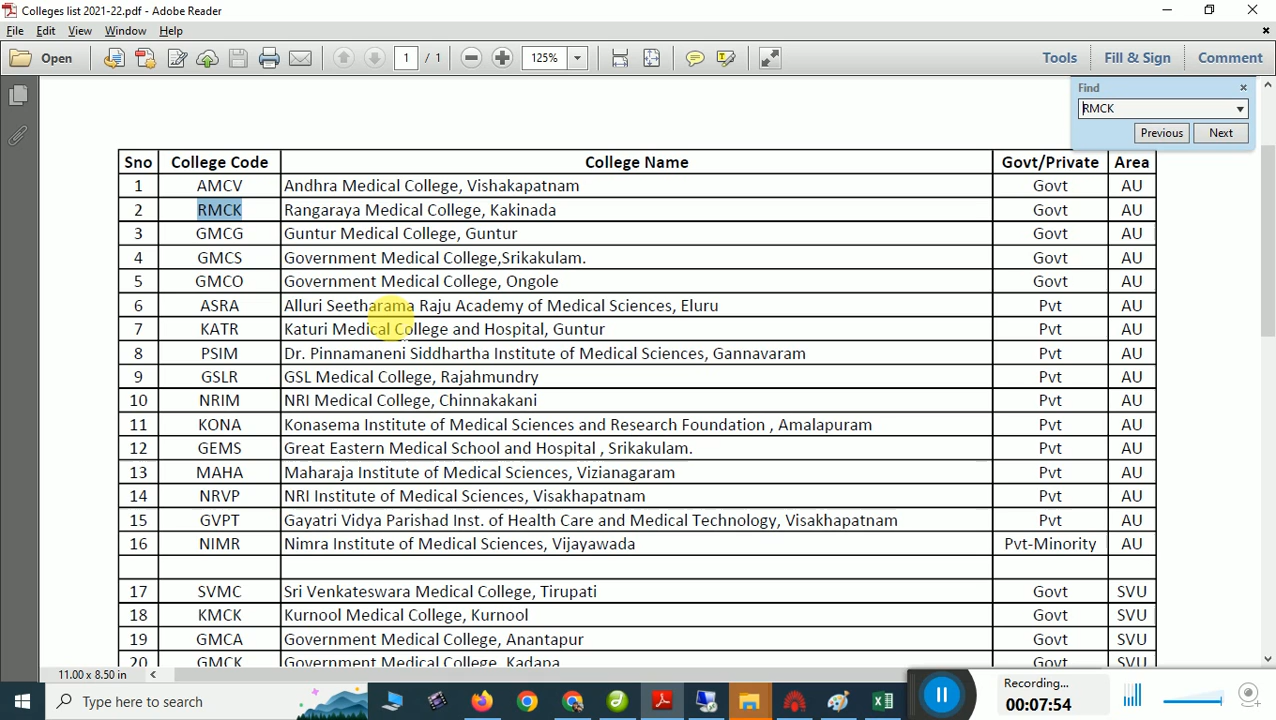 Colleges list 2021-22.pdf - Adobe Reader
File Edit View Window Help
Open 1 / 1 125% Tools Fill & Sign Comment
Find
RMCK
Previous Next
Sno College Code College Name Govt/Private Area
1 AMCV Andhra Medical College, Vishakapatnam Govt AU
2 RMCK Rangaraya Medical College, Kakinada Govt AU
3 GMCG Guntur Medical College, Guntur Govt AU
4 GMCS Government Medical College,Srikakulam. Govt AU
5 GMCO Government Medical College, Ongole Govt AU
6 ASRA Alluri Seetharama Raju Academy of Medical Sciences, Eluru Pvt AU
7 KATR Katuri Medical College and Hospital, Guntur Pvt AU
8 PSIM Dr. Pinnamaneni Siddhartha Institute of Medical Sciences, Gannavaram Pvt AU
9 GSLR GSL Medical College, Rajahmundry Pvt AU
10 NRIM NRI Medical College, Chinnakakani Pvt AU
11 KONA Konasema Institute of Medical Sciences and Research Foundation , Amalapuram Pvt AU
12 GEMS Great Eastern Medical School and Hospital , Srikakulam. Pvt AU
13 MAHA Maharaja Institute of Medical Sciences, Vizianagaram Pvt AU
14 NRVP NRI Institute of Medical Sciences, Visakhapatnam Pvt AU
15 GVPT Gayatri Vidya Parishad Inst. of Health Care and Medical Technology, Visakhapatnam Pvt AU
16 NIMR Nimra Institute of Medical Sciences, Vijayawada Pvt-Minority AU
17 SVMC Sri Venkateswara Medical College, Tirupati Govt SVU
18 KMCK Kurnool Medical College, Kurnool Govt SVU
19 GMCA Government Medical College, Anantapur Govt SVU
20 GMCK Government Medical College, Kadapa Govt SVU
11.00 x 8.50 in
Type here to search
Recording...
00:07:54